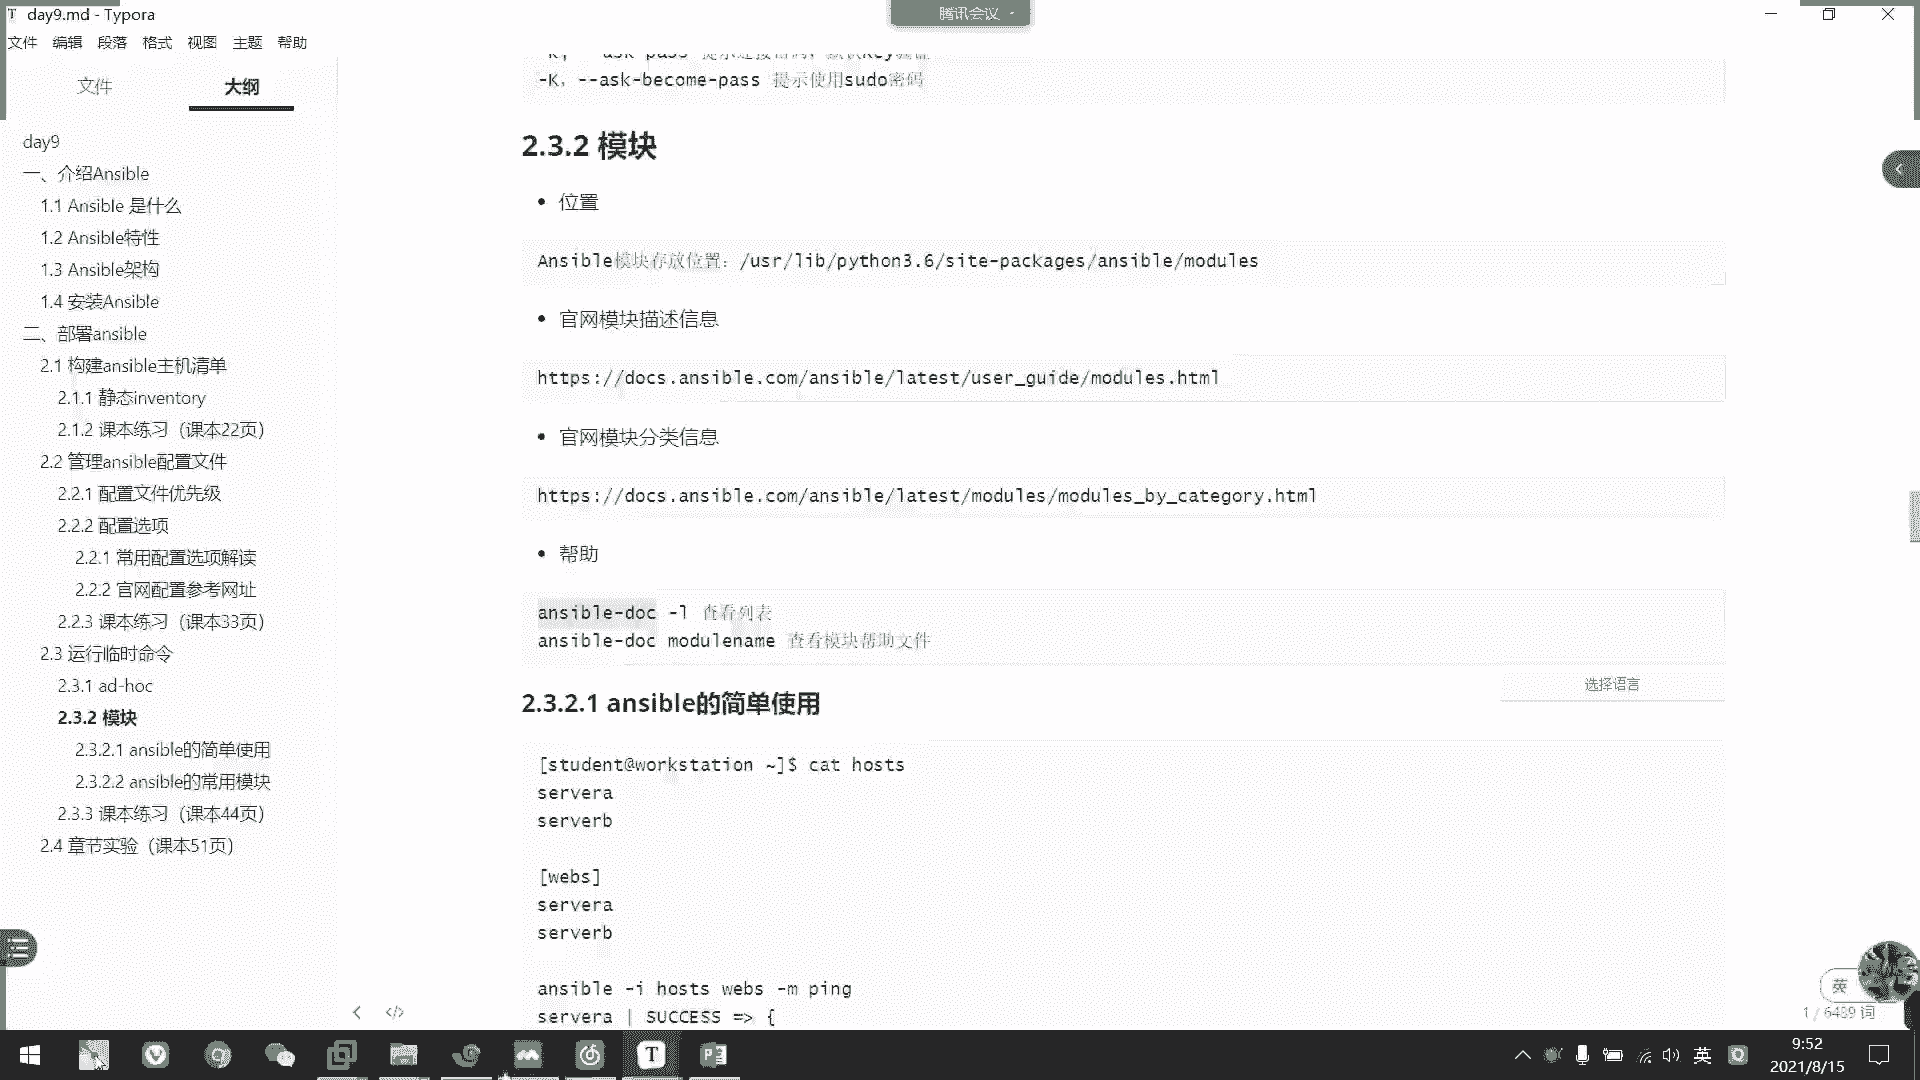 day9.md - Typora
腾讯会议
文件 编辑 段落 格式 视图 主题 帮助
文件 大纲
day9
一、介绍Ansible
1.1 Ansible 是什么
1.2 Ansible特性
1.3 Ansible架构
1.4 安装Ansible
二、部署ansible
2.1 构建ansible主机清单
2.1.1 静态inventory
2.1.2 课本练习（课本22页）
2.2 管理ansible配置文件
2.2.1 配置文件优先级
2.2.2 配置选项
2.2.1 常用配置选项解读
2.2.2 官网配置参考网址
2.2.3 课本练习（课本33页）
2.3 运行临时命令
2.3.1 ad-hoc
2.3.2 模块
2.3.2.1 ansible的简单使用
2.3.2.2 ansible的常用模块
2.3.3 课本练习（课本44页）
2.4 章节实验（课本51页）
-K，--ask-become-pass 提示使用sudo密码
2.3.2 模块
• 位置
Ansible模块存放位置：/usr/lib/python3.6/site-packages/ansible/modules
• 官网模块描述信息
https://docs.ansible.com/ansible/latest/user_guide/modules.html
• 官网模块分类信息
https://docs.ansible.com/ansible/latest/modules/modules_by_category.html
• 帮助
ansible-doc -l 查看列表
ansible-doc modulename 查看模块帮助文件
选择语言
2.3.2.1 ansible的简单使用
[student@workstation ~]$ cat hosts
servera
serverb
[webs]
servera
serverb
ansible -i hosts webs -m ping
servera | SUCCESS => {
英
1 / 6489 词
英
9:52
2021/8/15